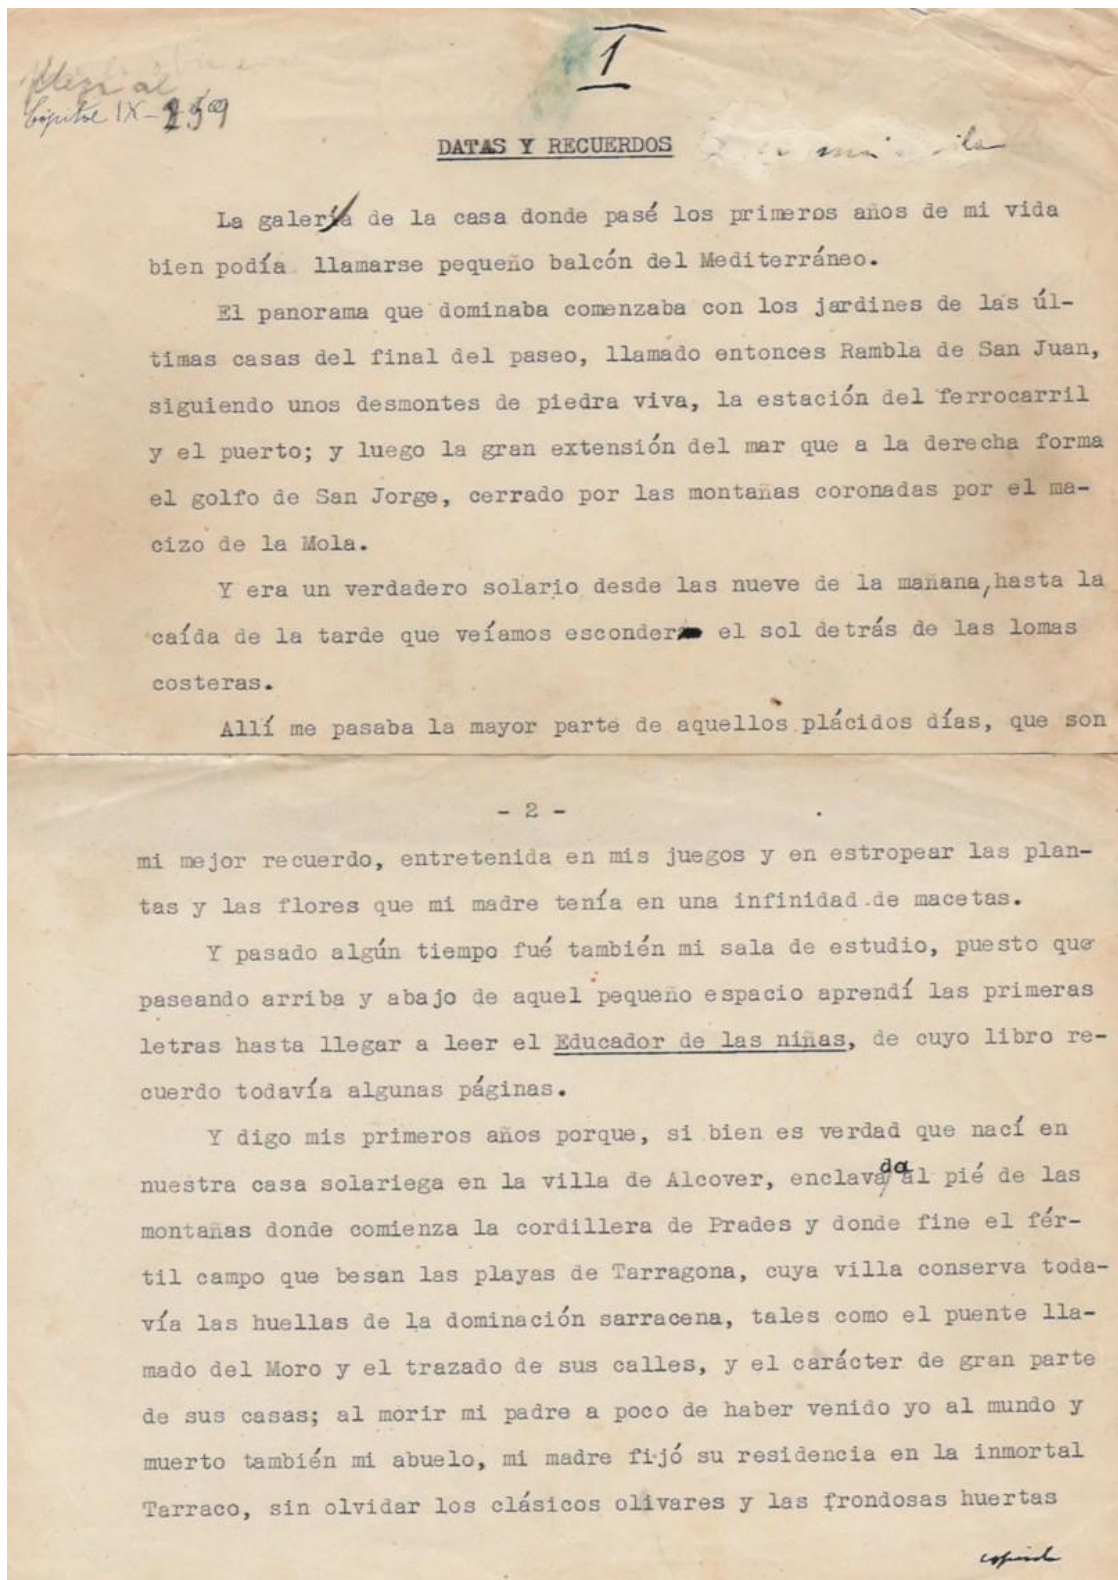 1
Capítol IX - 259
DATAS Y RECUERDOS
La galería de la casa donde pasé los primeros años de mi vida
bien podía llamarse pequeño balcón del Mediterráneo.
El panorama que dominaba comenzaba con los jardines de las úl-
timas casas del final del paseo, llamado entonces Rambla de San Juan,
siguiendo unos desmontes de piedra viva, la estación del ferrocarril
y el puerto; y luego la gran extensión del mar que a la derecha forma
el golfo de San Jorge, cerrado por las montañas coronadas por el ma-
cizo de la Mola.
Y era un verdadero solario desde las nueve de la mañana, hasta la
caída de la tarde que veíamos esconder el sol detrás de las lomas
costeras.
Allí me pasaba la mayor parte de aquellos plácidos días, que son
- 2 -
mi mejor recuerdo, entretenida en mis juegos y en estropear las plan-
tas y las flores que mi madre tenía en una infinidad de macetas.
Y pasado algún tiempo fué también mi sala de estudio, puesto que
paseando arriba y abajo de aquel pequeño espacio aprendí las primeras
letras hasta llegar a leer el Educador de las niñas, de cuyo libro re-
cuerdo todavía algunas páginas.
Y digo mis primeros años porque, si bien es verdad que nací en
nuestra casa solariega en la villa de Alcover, enclavada al pié de las
montañas donde comienza la cordillera de Prades y donde fine el fér-
til campo que besan las playas de Tarragona, cuya villa conserva toda-
vía las huellas de la dominación sarracena, tales como el puente lla-
mado del Moro y el trazado de sus calles, y el carácter de gran parte
de sus casas; al morir mi padre a poco de haber venido yo al mundo y
muerto también mi abuelo, mi madre fijó su residencia en la inmortal
Tarraco, sin olvidar los clásicos olivares y las frondosas huertas